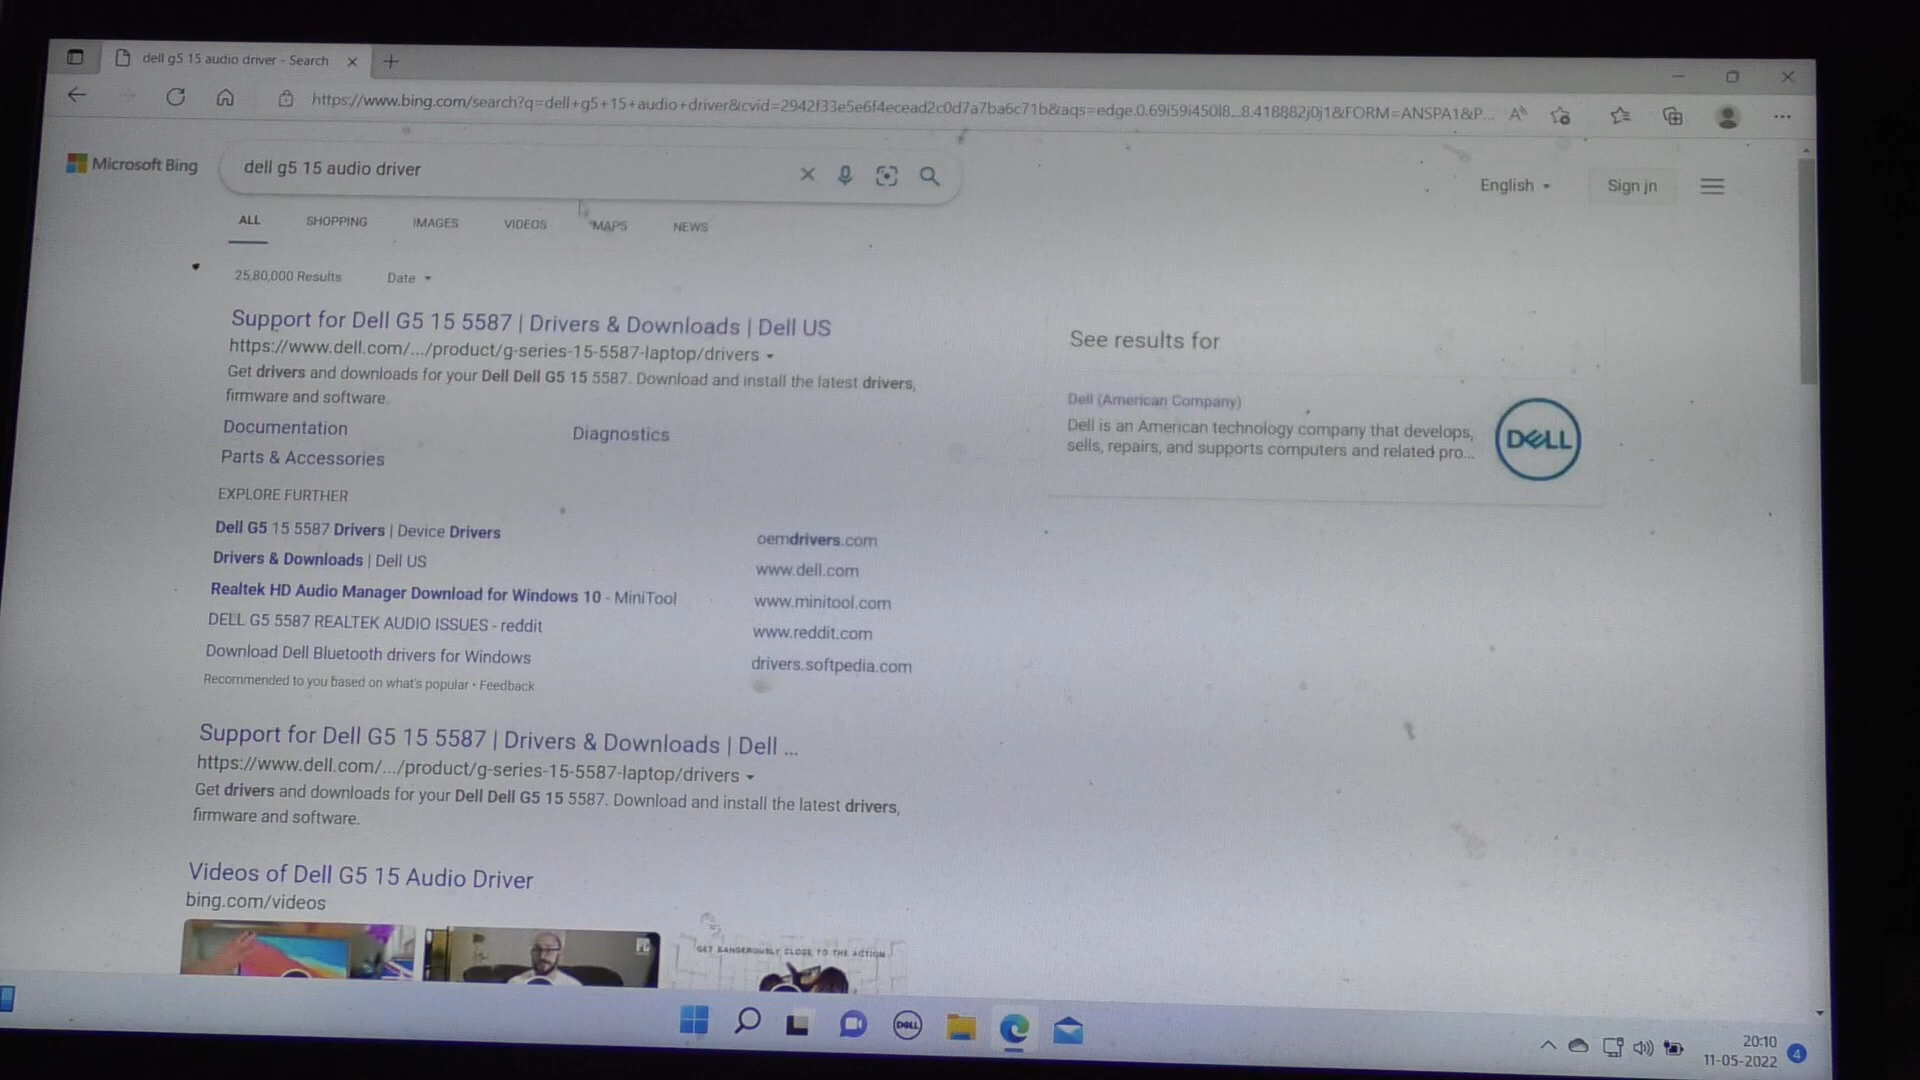 dell g5 15 audio driver - Search
https://www.bing.com/search?q=dell+g5+15+audio+driver&cvid=2942f33e5e6f4ecead2c0d7a7ba6c71b&aqs=edge.0.69i59i450l8...8.418882j0j1&FORM=ANSPA1&P...
Microsoft Bing
dell g5 15 audio driver
English
Sign in
ALL SHOPPING IMAGES VIDEOS MAPS NEWS
25,80,000 Results Date
Support for Dell G5 15 5587 | Drivers & Downloads | Dell US
https://www.dell.com/.../product/g-series-15-5587-laptop/drivers
Get drivers and downloads for your Dell Dell G5 15 5587. Download and install the latest drivers,
firmware and software.
Documentation
Diagnostics
Parts & Accessories
EXPLORE FURTHER
Dell G5 15 5587 Drivers | Device Drivers oemdrivers.com
Drivers & Downloads | Dell US www.dell.com
Realtek HD Audio Manager Download for Windows 10 - MiniTool www.minitool.com
DELL G5 5587 REALTEK AUDIO ISSUES - reddit www.reddit.com
Download Dell Bluetooth drivers for Windows drivers.softpedia.com
Recommended to you based on what's popular • Feedback
Support for Dell G5 15 5587 | Drivers & Downloads | Dell ...
https://www.dell.com/.../product/g-series-15-5587-laptop/drivers
Get drivers and downloads for your Dell Dell G5 15 5587. Download and install the latest drivers,
firmware and software.
Videos of Dell G5 15 Audio Driver
bing.com/videos
GET DANGEROUSLY CLOSE TO THE ACTION
See results for
Dell (American Company)
Dell is an American technology company that develops,
sells, repairs, and supports computers and related pro...
DELL
DELL
20:10
11-05-2022
4